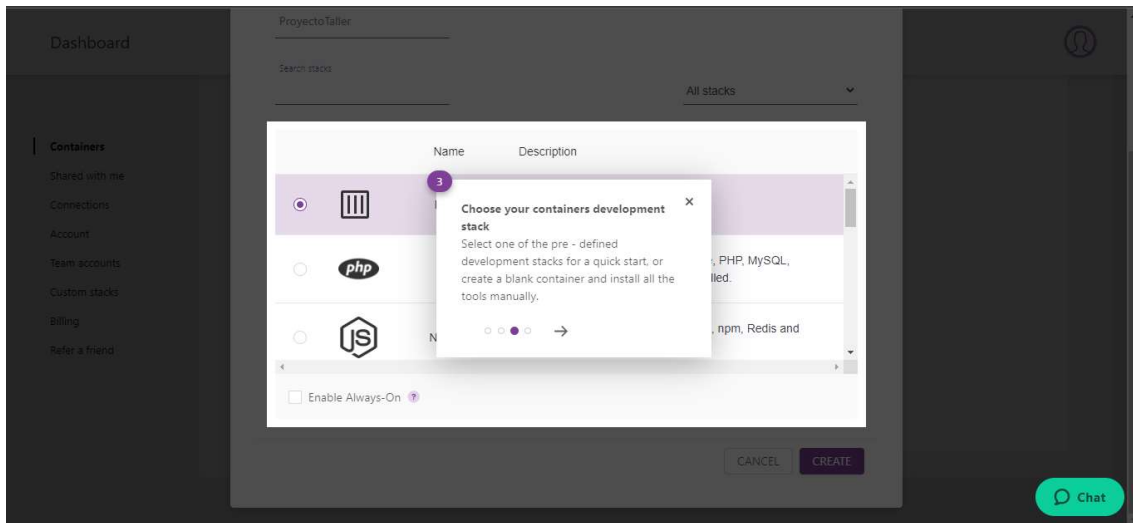 ProyectoTaller
Dashboard
Search stacks
All stacks
Containers
Shared with me
Connections
Account
Team accounts
Custom stacks
Billing
Refer a friend
Name Description
3
Choose your containers development
stack
Select one of the pre - defined
development stacks for a quick start, or
create a blank container and install all the
tools manually.
php
PHP, MySQL,
JS
N
, npm, Redis and
Enable Always-On ?
CANCEL CREATE
Chat